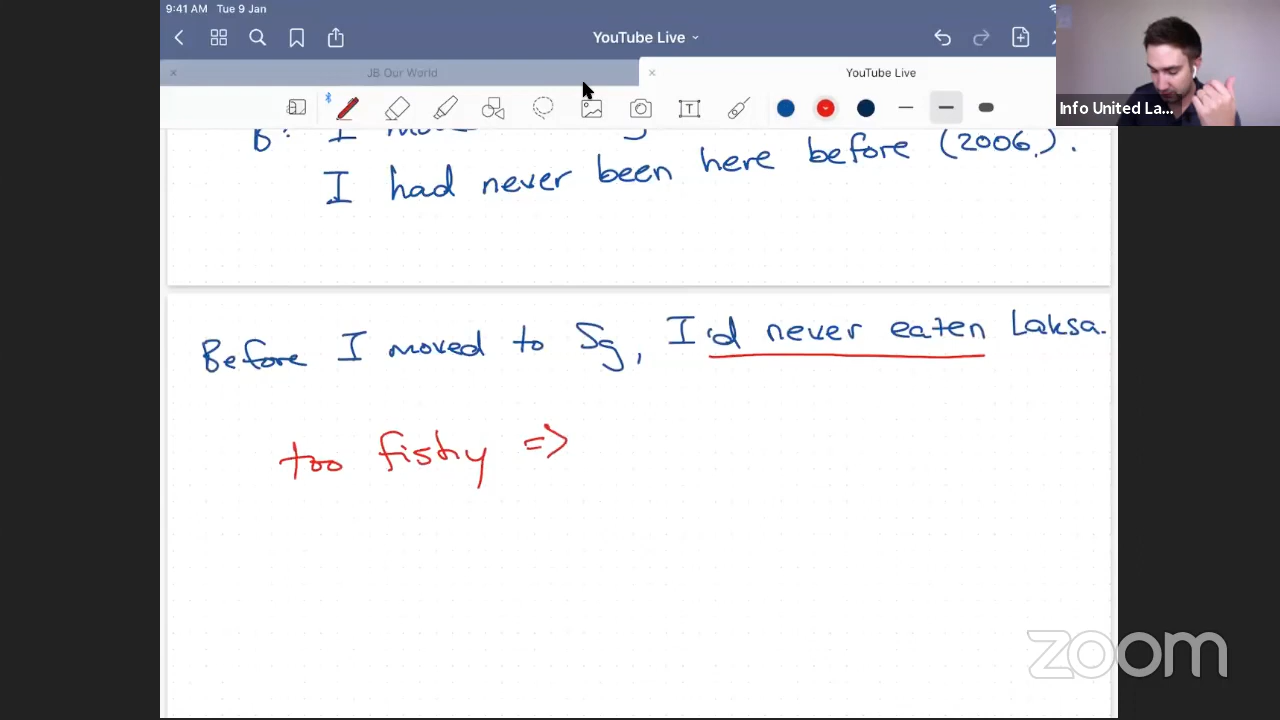 9:41 AM Tue 9 Jan
YouTube Live
JB Our World
YouTube Live
Info United La...
B: I
I had never been here before (2006.).
Before I moved to Sg, I'd never eaten Laksa.
too fishy =>
zoom